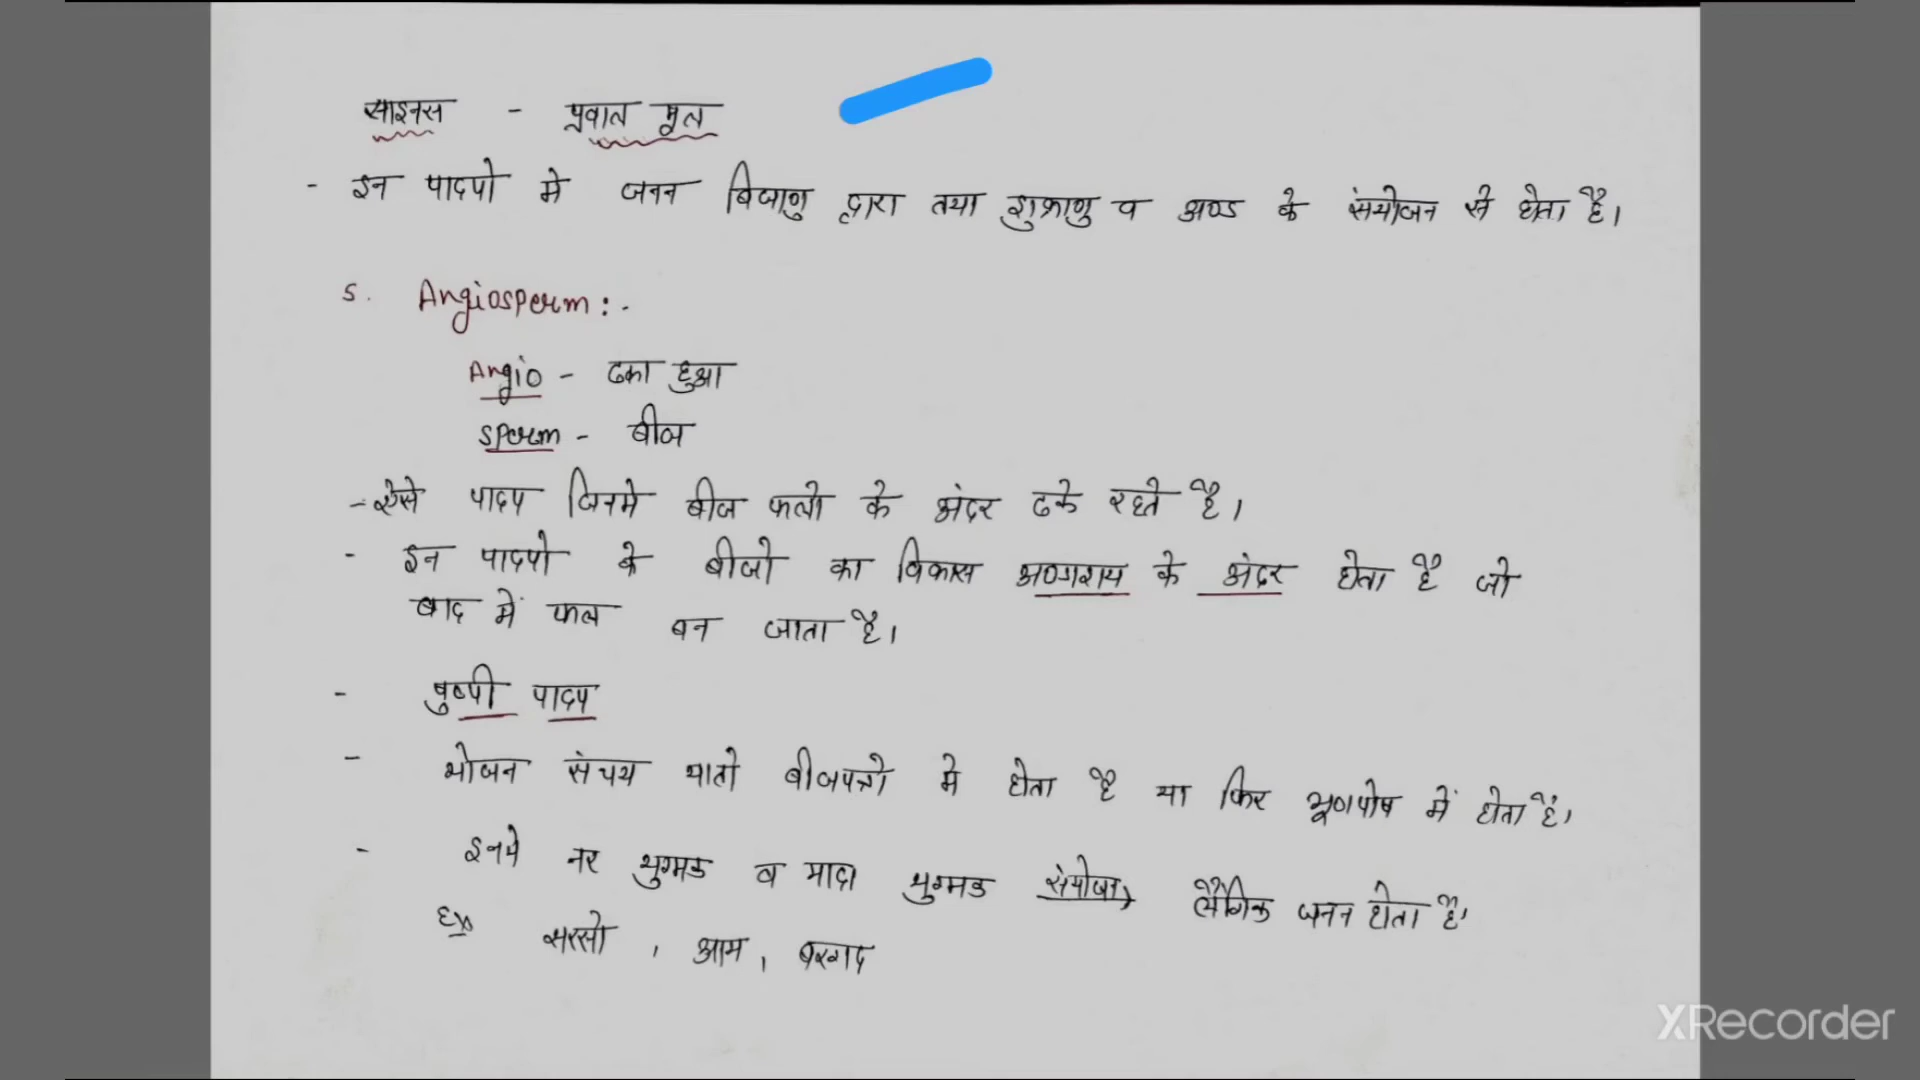 साइनस - प्रवाल मूल
- इन पादपो मे जनन बिजाणु द्वारा तथा शुक्राणु व अण्ड के संयोजन से होता है।
5. Angiosperm:-
Angio - ढका हुआ
sperm - बीज
- ऐसे पादप जिनमे बीज फलो के अंदर ढके रहते है।
- इन पादपो के बीजो का विकास अण्डाशय के अंदर होता है जो
बाद में फल बन जाता है।
- पुष्पी पादप
- भोजन संचय यातो बीजपत्रो मे होता है या फिर भ्रूणपोष में होता है।
- इनमे नर युग्मक व मादा युग्मक संयोजन, लैंगिक जनन होता है।
Ex सरसो, आम, बरगद
XRecorder